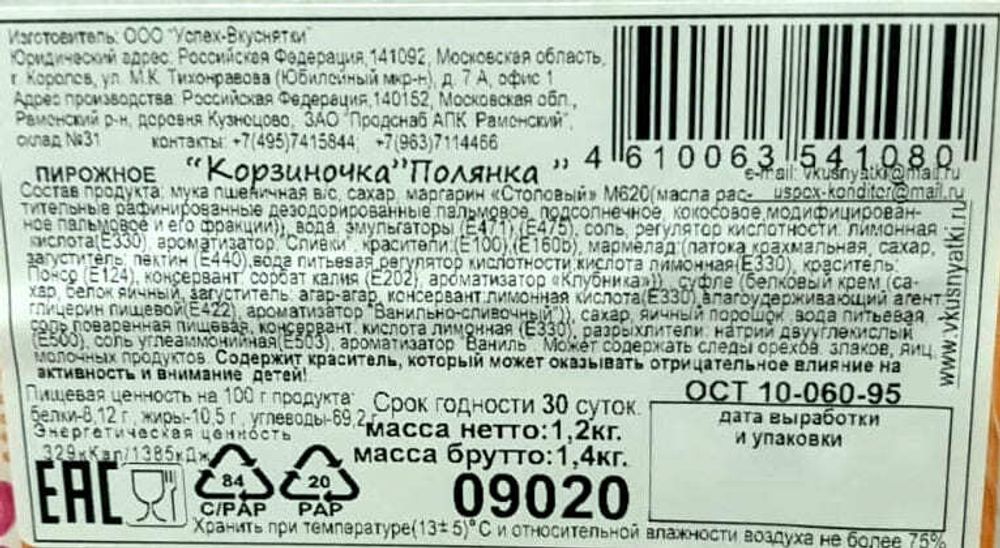 Изготовитель: ООО "Успех-Вкуснятки"
Юридический адрес: Российская Федерация, 141092, Московская область,
г. Королев, ул. М.К. Тихонравова (Юбилейный мкр-н), д. 7 А, офис 1
Адрес производства: Российская Федерация, 140152, Московская обл.,
Раменский р-н, деревня Кузнецово, ЗАО "Продснаб АПК Раменский",
склад №31 контакты: +7(495)7415844; +7(963)7114466
4 610063 541080
e-mail: vkusnyatki@mail.ru
uspex-konditer@mail.ru
ПИРОЖНОЕ "Корзиночка" Полянка"
Состав продукта: мука пшеничная в/с, сахар, маргарин «Столовый» М620(масла рас-
тительные рафинированные дезодорированные:пальмовое, подсолнечное, кокосовое,модифицирован-
ное пальмовое и его фракции)), вода, эмульгаторы (Е471),(Е475), соль, регулятор кислотности: лимонная
кислота(Е330), ароматизатор "Сливки", красители:(Е100),(Е160b), мармелад:(патока крахмальная, сахар,
загуститель: пектин (Е440),вода питьевая,регулятор кислотности:кислота лимонная(Е330), краситель:
Понсо (Е124), консервант: сорбат калия (Е202), ароматизатор «Клубника»)), суфле (белковый крем (са-
хар, белок яичный, загуститель: агар-агар, консервант:лимонная кислота(Е330),влагоудерживающий агент:
глицерин пищевой(Е422), ароматизатор "Ванильно-сливочный")), сахар, яичный порошок, вода питьевая,
соль поваренная пищевая, консервант: кислота лимонная (Е330), разрыхлители: натрий двууглекислый
(Е500), соль углеаммонийная(Е503), ароматизатор "Ваниль". Может содержать следы орехов, злаков, яиц,
молочных продуктов. Содержит краситель, который может оказывать отрицательное влияние на
активность и внимание детей!
www.vkusnyatki.ru
Пищевая ценность на 100 г продукта:
белки-8,12 г, жиры-10,5 г, углеводы-69,2г
Энергетическая ценность
329кКал/1385кДж
Срок годности 30 суток.
масса нетто:1,2кг.
масса брутто:1,4кг.
09020
ОСТ 10-060-95
дата выработки
и упаковки
EAC
84
C/PAP
20
PAP
Хранить при температуре(13±5)°С и относительной влажности воздуха не более 75%